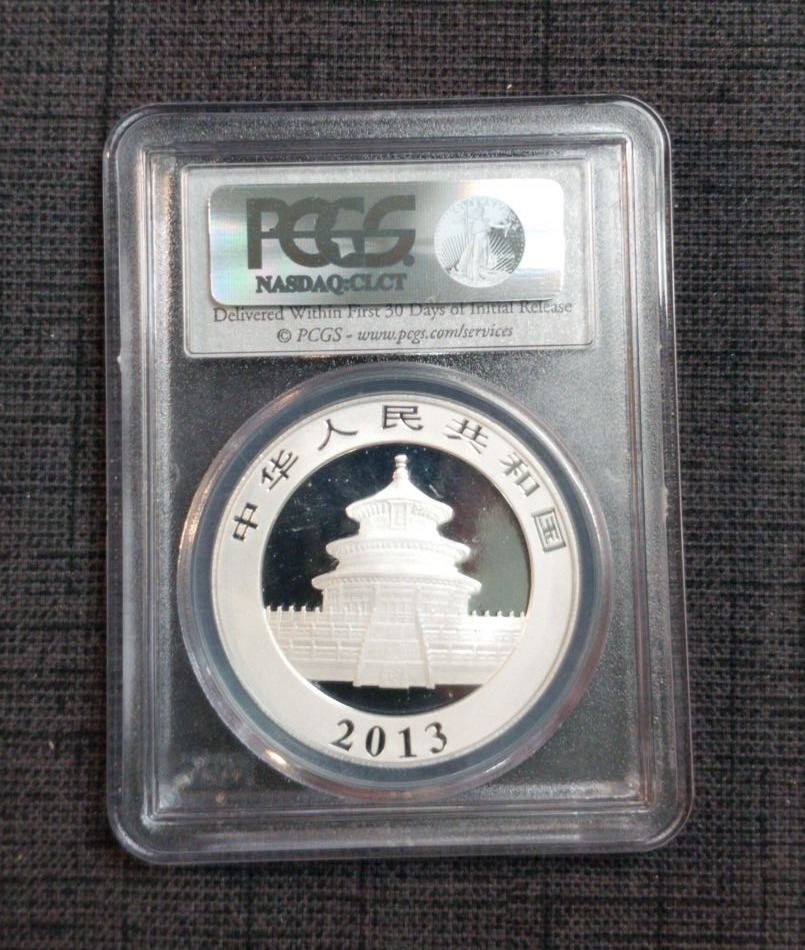 PCGS
NASDAQ:CLCT
Delivered Within First 30 Days of Initial Release
© PCGS - www.pcgs.com/services
中华人民共和国
2013